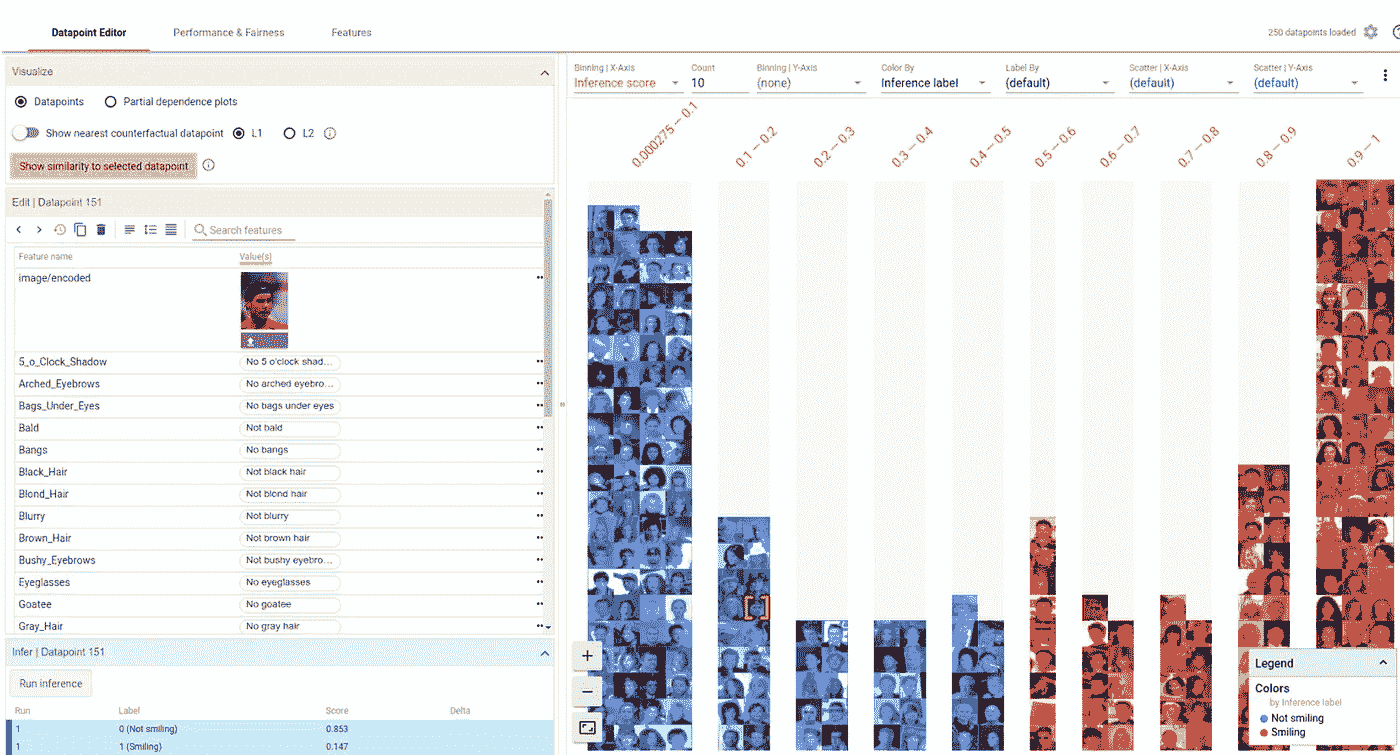 Datapoint Editor Performance & Fairness Features 250 datapoints loaded
Visualize
Datapoints Partial dependence plots
Show nearest counterfactual datapoint L1 L2
Show similarity to selected datapoint
Edit | Datapoint 151
Search features
Feature name Value(s)
image/encoded
5_o_Clock_Shadow No 5 o'clock shad...
Arched_Eyebrows No arched eyebro...
Bags_Under_Eyes No bags under eyes
Bald Not bald
Bangs No bangs
Black_Hair Not black hair
Blond_Hair Not blond hair
Blurry Not blurry
Brown_Hair Not brown hair
Bushy_Eyebrows Not bushy eyebro...
Eyeglasses No eyeglasses
Goatee No goatee
Gray_Hair No gray hair
Infer | Datapoint 151
Run inference
Run Label Score Delta
1 0 (Not smiling) 0.853
1 1 (Smiling) 0.147
Binning | X-Axis Count Binning | Y-Axis Color By Label By Scatter | X-Axis Scatter | Y-Axis
Inference score 10 (none) Inference label (default) (default) (default)
0.000275 – 0.1 0.1 – 0.2 0.2 – 0.3 0.3 – 0.4 0.4 – 0.5 0.5 – 0.6 0.6 – 0.7 0.7 – 0.8 0.8 – 0.9 0.9 – 1
Legend
Colors
by Inference label
Not smiling
Smiling